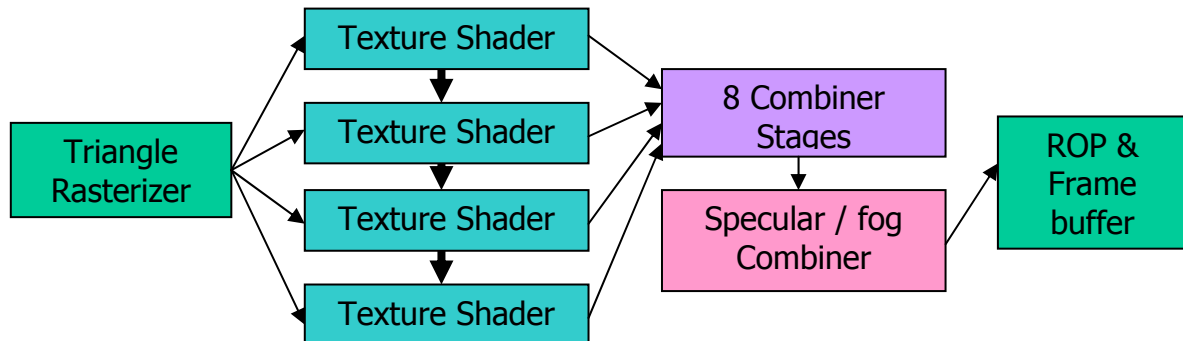 Triangle
Rasterizer
Texture Shader
Texture Shader
Texture Shader
Texture Shader
8 Combiner
Stages
Specular / fog
Combiner
ROP &
Frame
buffer